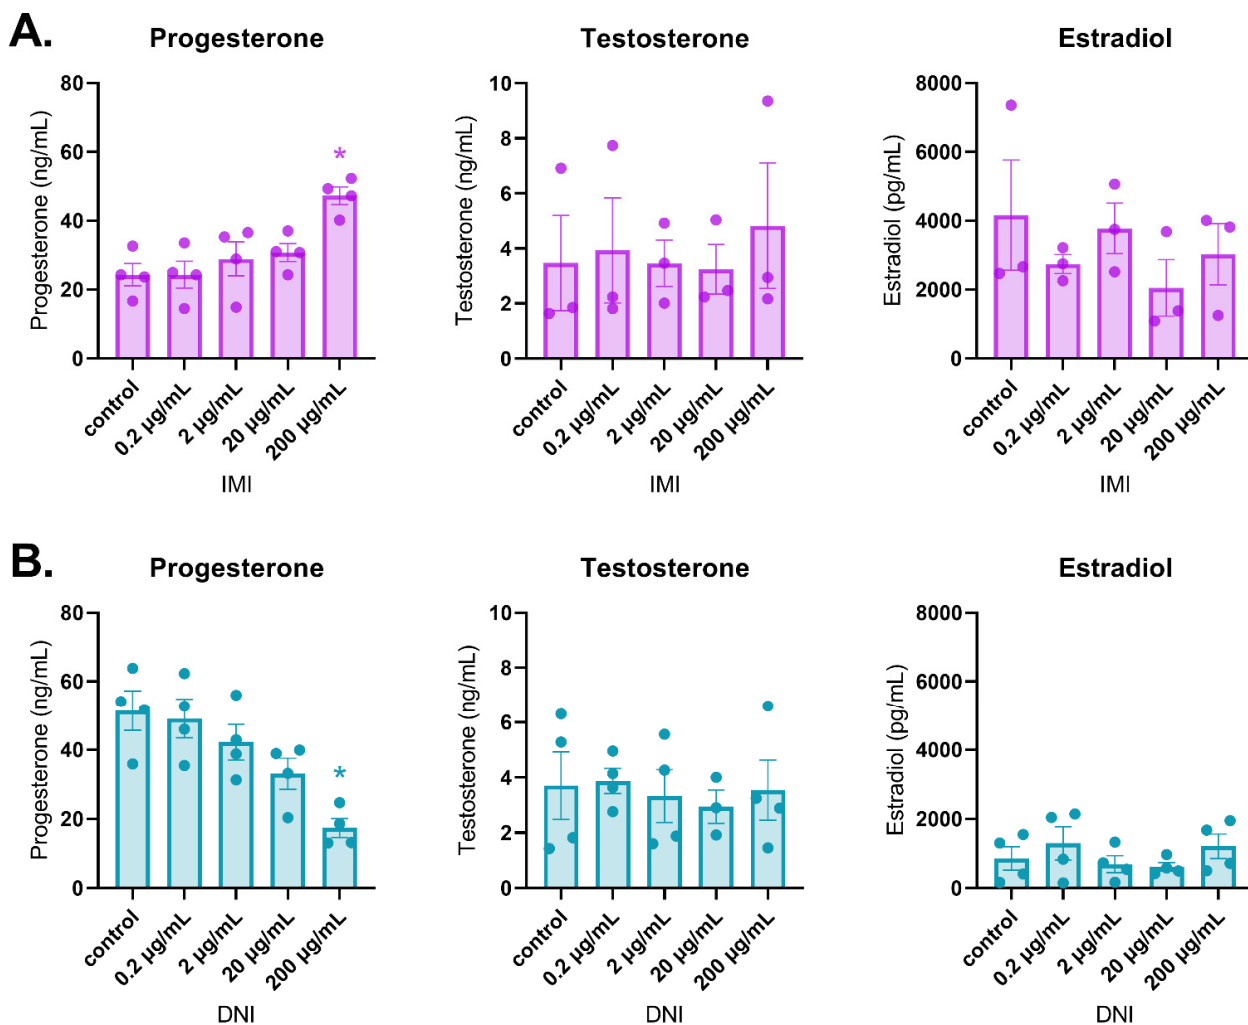 A.
Progesterone
Progesterone (ng/mL)
80
60
40
20
0
*
control
0.2 µg/mL
2 µg/mL
20 µg/mL
200 µg/mL
IMI
Testosterone
Testosterone (ng/mL)
10
8
6
4
2
0
control
0.2 µg/mL
2 µg/mL
20 µg/mL
200 µg/mL
IMI
Estradiol
Estradiol (pg/mL)
8000
6000
4000
2000
0
control
0.2 µg/mL
2 µg/mL
20 µg/mL
200 µg/mL
IMI
B.
Progesterone
Progesterone (ng/mL)
80
60
40
20
0
*
control
0.2 µg/mL
2 µg/mL
20 µg/mL
200 µg/mL
DNI
Testosterone
Testosterone (ng/mL)
10
8
6
4
2
0
control
0.2 µg/mL
2 µg/mL
20 µg/mL
200 µg/mL
DNI
Estradiol
Estradiol (pg/mL)
8000
6000
4000
2000
0
control
0.2 µg/mL
2 µg/mL
20 µg/mL
200 µg/mL
DNI